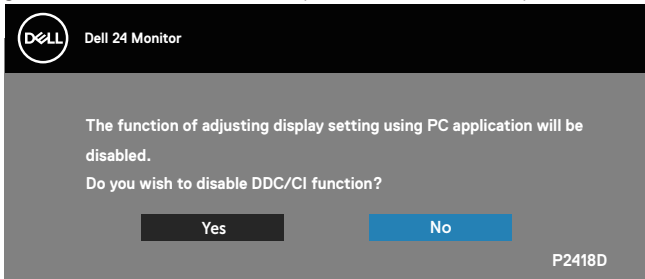 DELL
Dell 24 Monitor
The function of adjusting display setting using PC application will be
disabled.
Do you wish to disable DDC/CI function?
Yes
No
P2418D